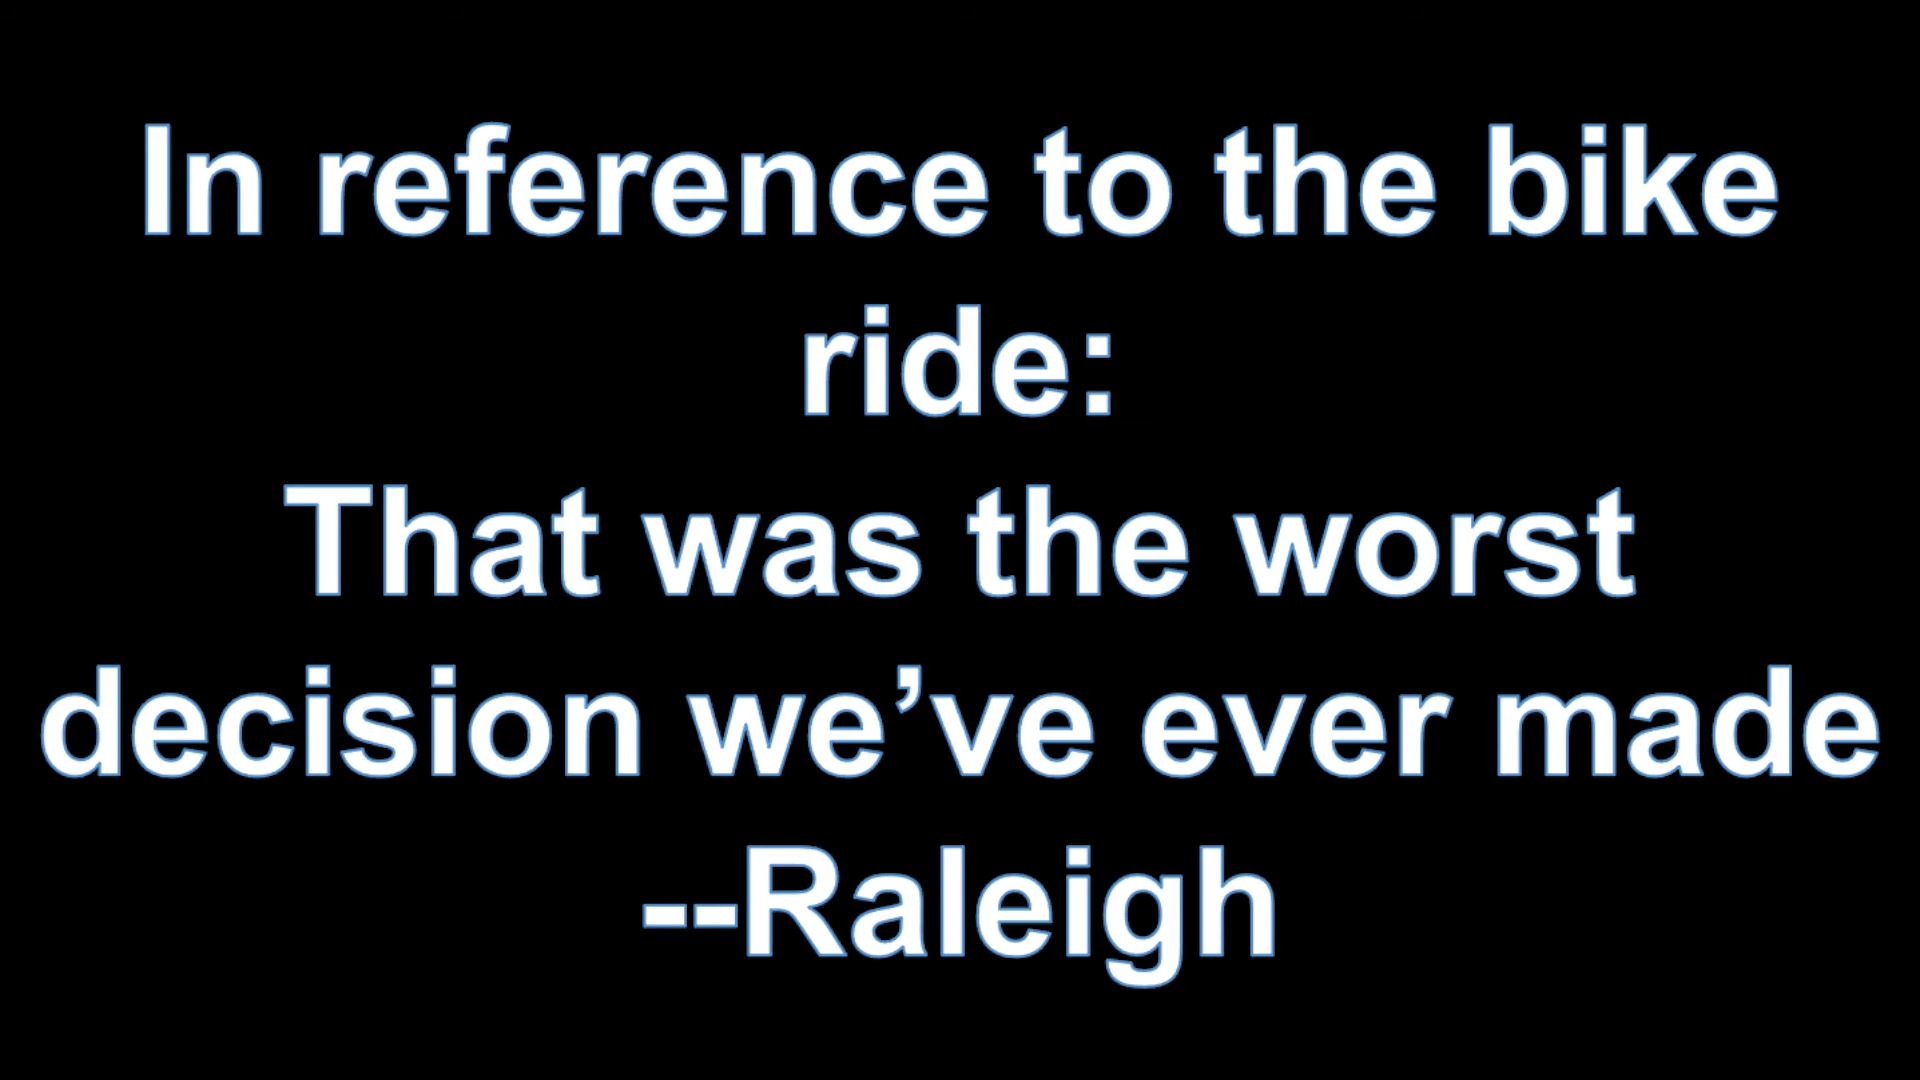 In reference to the bike
ride:
That was the worst
decision we’ve ever made
--Raleigh